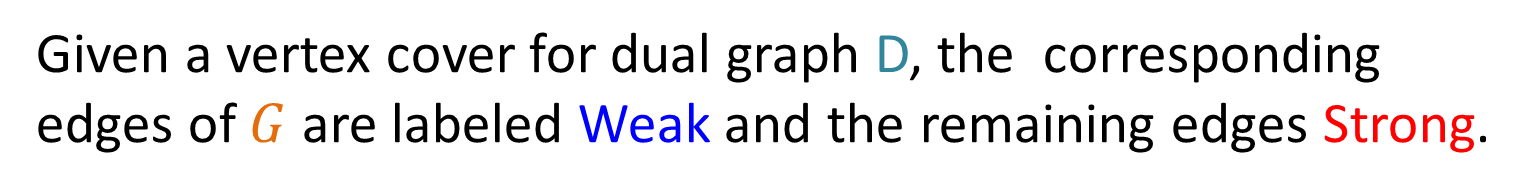 Given a vertex cover for dual graph D, the  corresponding
edges of G are labeled Weak and the remaining edges Strong.